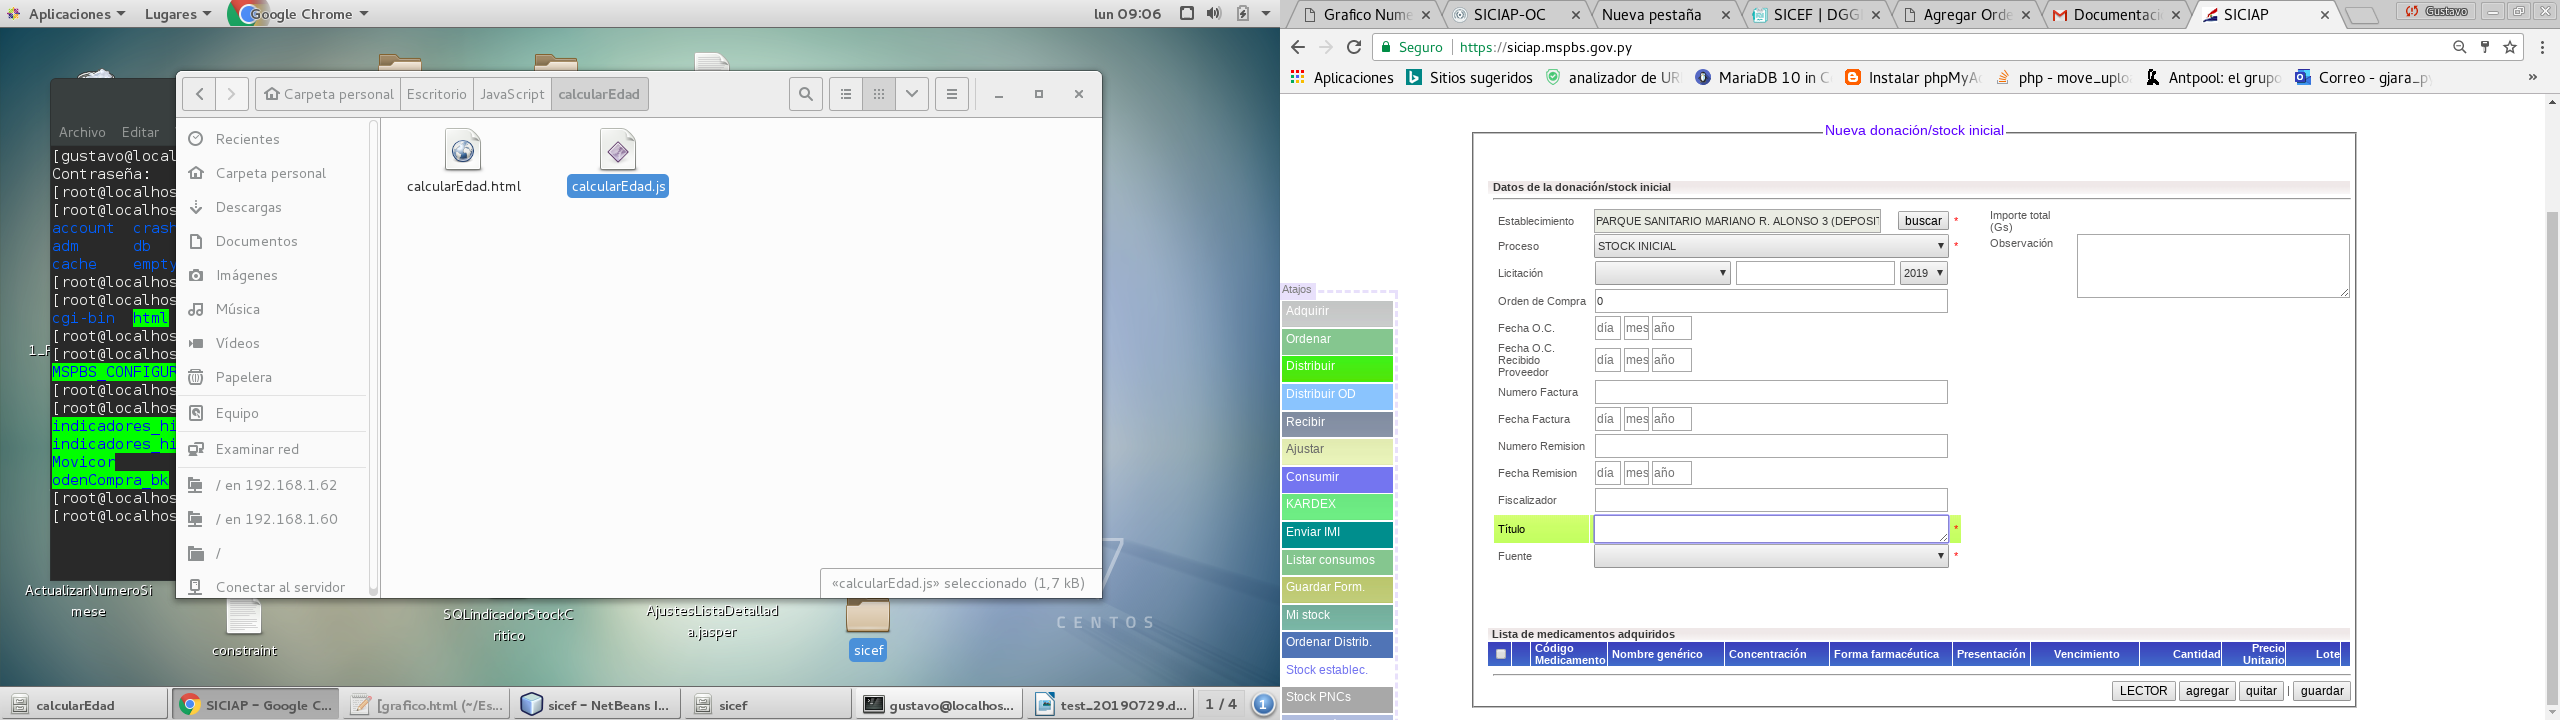 Aplicaciones
Lugares
Google Chrome
lun 09:06
Archivo Editar
[gustavo@local
Contraseña:
[root@localhos
[root@localhos
account crash
adm db
cache empty
[root@localhos
[root@localhos
cgi-bin html
[root@localhos
[root@localhos
MSPBS_CONFIGUR
[root@localhos
[root@localhos
indicadores_hi
indicadores_hi
Movicor
odenCompra_bk
[root@localhos
[root@localhos
Carpeta personal
Escritorio
JavaScript
calcularEdad
Recientes
Carpeta personal
Descargas
Documentos
Imágenes
Música
Vídeos
Papelera
Equipo
Examinar red
/ en 192.168.1.62
/ en 192.168.1.60
/
Conectar al servidor
calcularEdad.html
calcularEdad.js
«calcularEdad.js» seleccionado (1,7 kB)
ActualizarNumeroSi
mese
constraint
SQLindicadorStockC
ritico
AjustesListaDetallad
a.jasper
sicef
CENTOS
calcularEdad
SICIAP – Google C...
[grafico.html (~/Es...
sicef – NetBeans I...
sicef
gustavo@localhos...
test_20190729.d...
1 / 4
1
Grafico Nume
SICIAP-OC
Nueva pestaña
SICEF | DGG
Agregar Orde
Documentaci
SICIAP
Gustavo
Seguro
https://siciap.mspbs.gov.py
Aplicaciones
Sitios sugeridos
analizador de UR
MariaDB 10 in C
Instalar phpMyAd
php - move_uplo
Antpool: el grupo
Correo - gjara_py
»
Nueva donación/stock inicial
Datos de la donación/stock inicial
Establecimiento
PARQUE SANITARIO MARIANO R. ALONSO 3 (DEPOSIT
buscar
*
Importe total
(Gs)
Proceso
STOCK INICIAL
*
Observación
Licitación
2019
Orden de Compra
0
Fecha O.C.
día mes año
Fecha O.C.
Recibido
Proveedor
día mes año
Numero Factura
Fecha Factura
día mes año
Numero Remision
Fecha Remision
día mes año
Fiscalizador
Título
*
Fuente
*
Atajos
Adquirir
Ordenar
Distribuir
Distribuir OD
Recibir
Ajustar
Consumir
KARDEX
Enviar IMI
Listar consumos
Guardar Form.
Mi stock
Ordenar Distrib.
Stock establec.
Stock PNCs
Lista de medicamentos adquiridos
Código
Medicamento
Nombre genérico
Concentración
Forma farmacéutica
Presentación
Vencimiento
Cantidad
Precio
Unitario
Lote
LECTOR agregar quitar | guardar